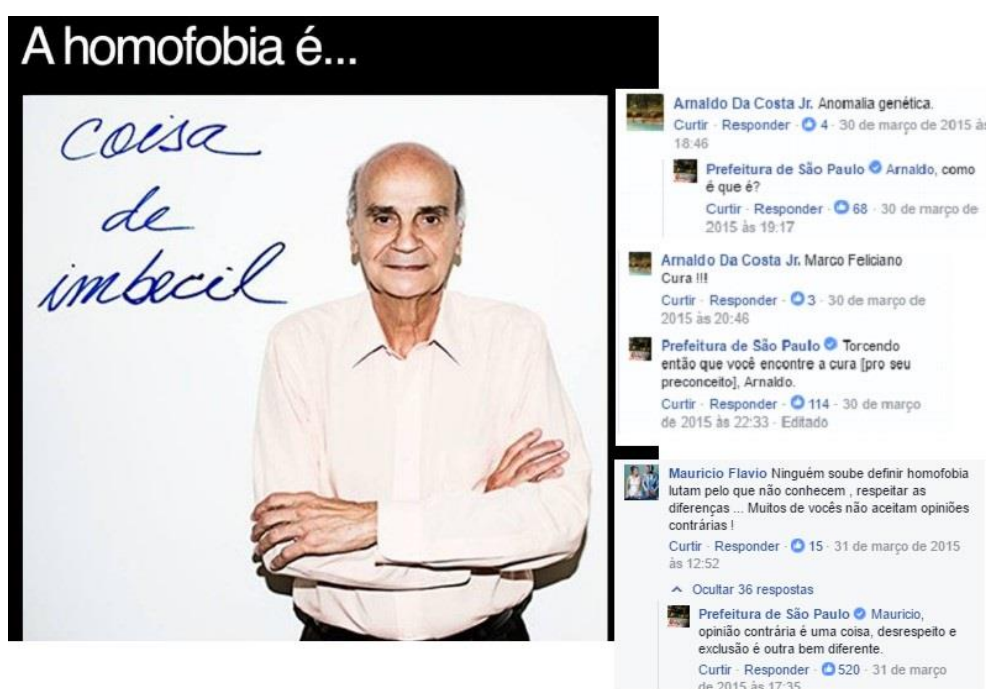 A homofobia é...
coisa
de
imbecil
Arnaldo Da Costa Jr. Anomalia genética.
Curtir · Responder · 4 · 30 de março de 2015 às
18:46
Prefeitura de São Paulo Arnaldo, como
é que é?
Curtir · Responder · 68 · 30 de março de
2015 às 19:17
Arnaldo Da Costa Jr. Marco Feliciano
Cura !!!
Curtir · Responder · 3 · 30 de março de
2015 às 20:46
Prefeitura de São Paulo Torcendo
então que você encontre a cura [pro seu
preconceito], Arnaldo.
Curtir · Responder · 114 · 30 de março
de 2015 às 22:33 · Editado
Mauricio Flavio Ninguém soube definir homofobia
lutam pelo que não conhecem , respeitar as
diferenças ... Muitos de vocês não aceitam opiniões
contrárias !
Curtir · Responder · 15 · 31 de março de 2015
às 12:52
Ocultar 36 respostas
Prefeitura de São Paulo Mauricio,
opinião contrária é uma coisa, desrespeito e
exclusão é outra bem diferente.
Curtir · Responder · 520 · 31 de março
de 2015 às 17:35